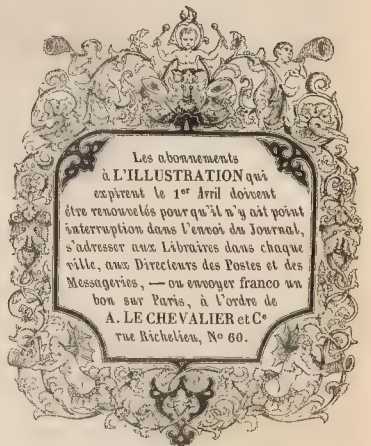 Les abonnements
à L'ILLUSTRATION qui
expirent le 1er Avril doivent
être renouvelés pour qu'il n'y ait point
interruption dans l'envoi du Journal,
s'adresser aux Libraires dans chaque
ville, aux Directeurs des Postes et des
Messageries, — ou envoyer franco un
bon sur Paris, à l'ordre de
A. LE CHEVALIER et Ce
rue Richelieu, No 60.